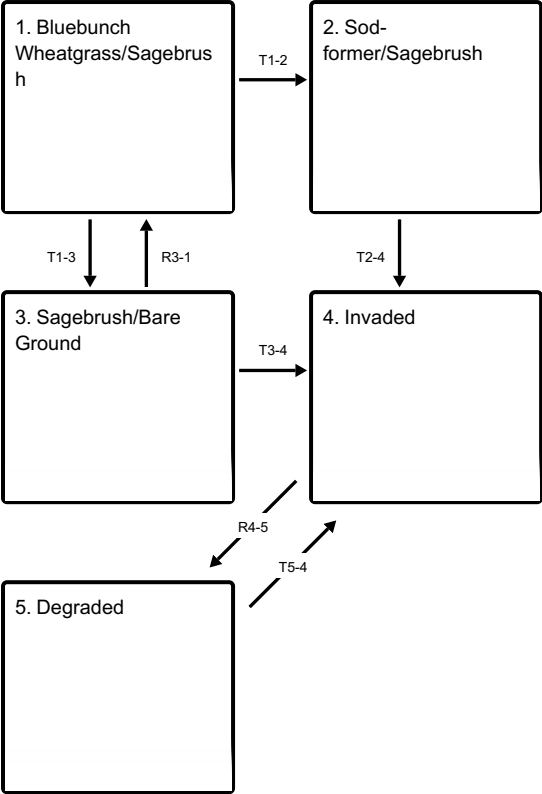 1. Bluebunch
Wheatgrass/Sagebrus
h
2. Sod-
former/Sagebrush
T1-2
T1-3
R3-1
T2-4
3. Sagebrush/Bare
Ground
4. Invaded
T3-4
R4-5
T5-4
5. Degraded